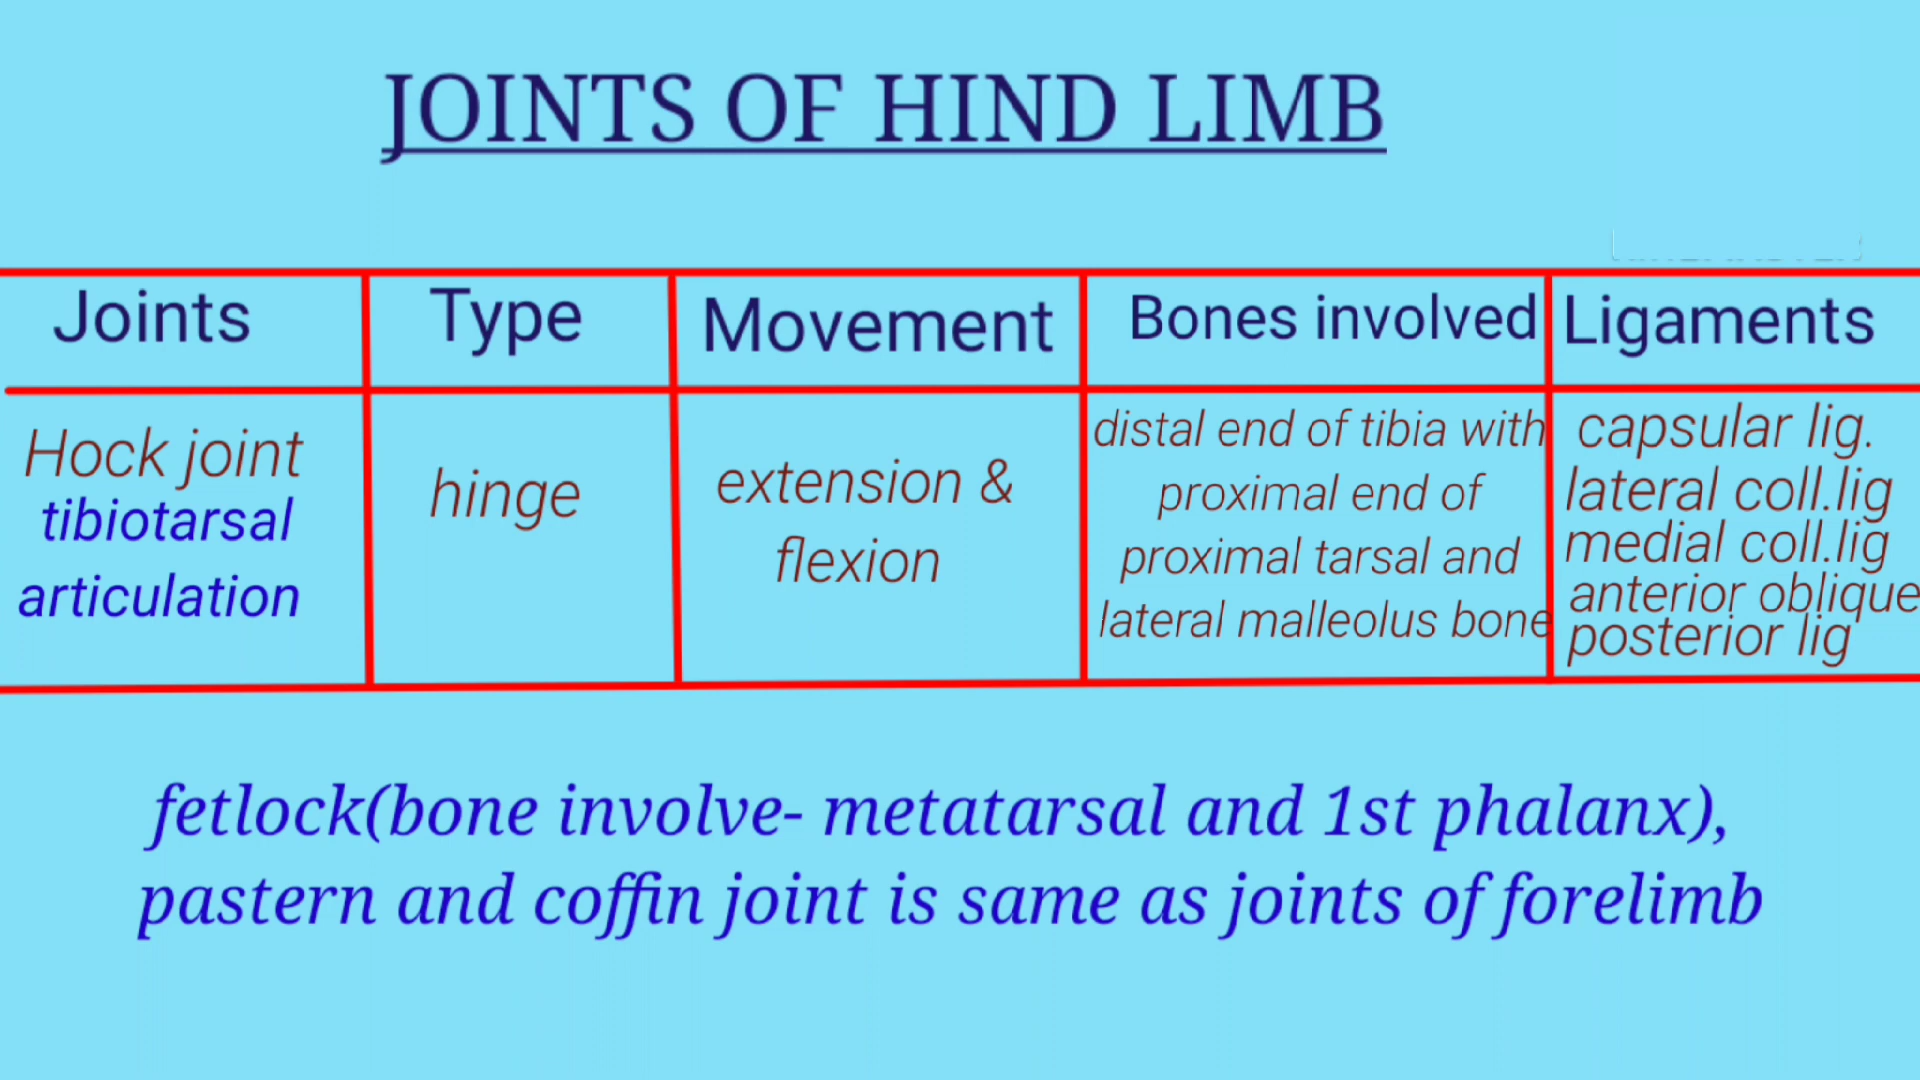 JOINTS OF HIND LIMB
Joints Type Movement Bones involved Ligaments
Hock joint
tibiotarsal
articulation
hinge
extension &
flexion
distal end of tibia with
proximal end of
proximal tarsal and
lateral malleolus bone
capsular lig.
lateral coll.lig
medial coll.lig
anterior oblique
posterior lig
fetlock(bone involve- metatarsal and 1st phalanx),
pastern and coffin joint is same as joints of forelimb